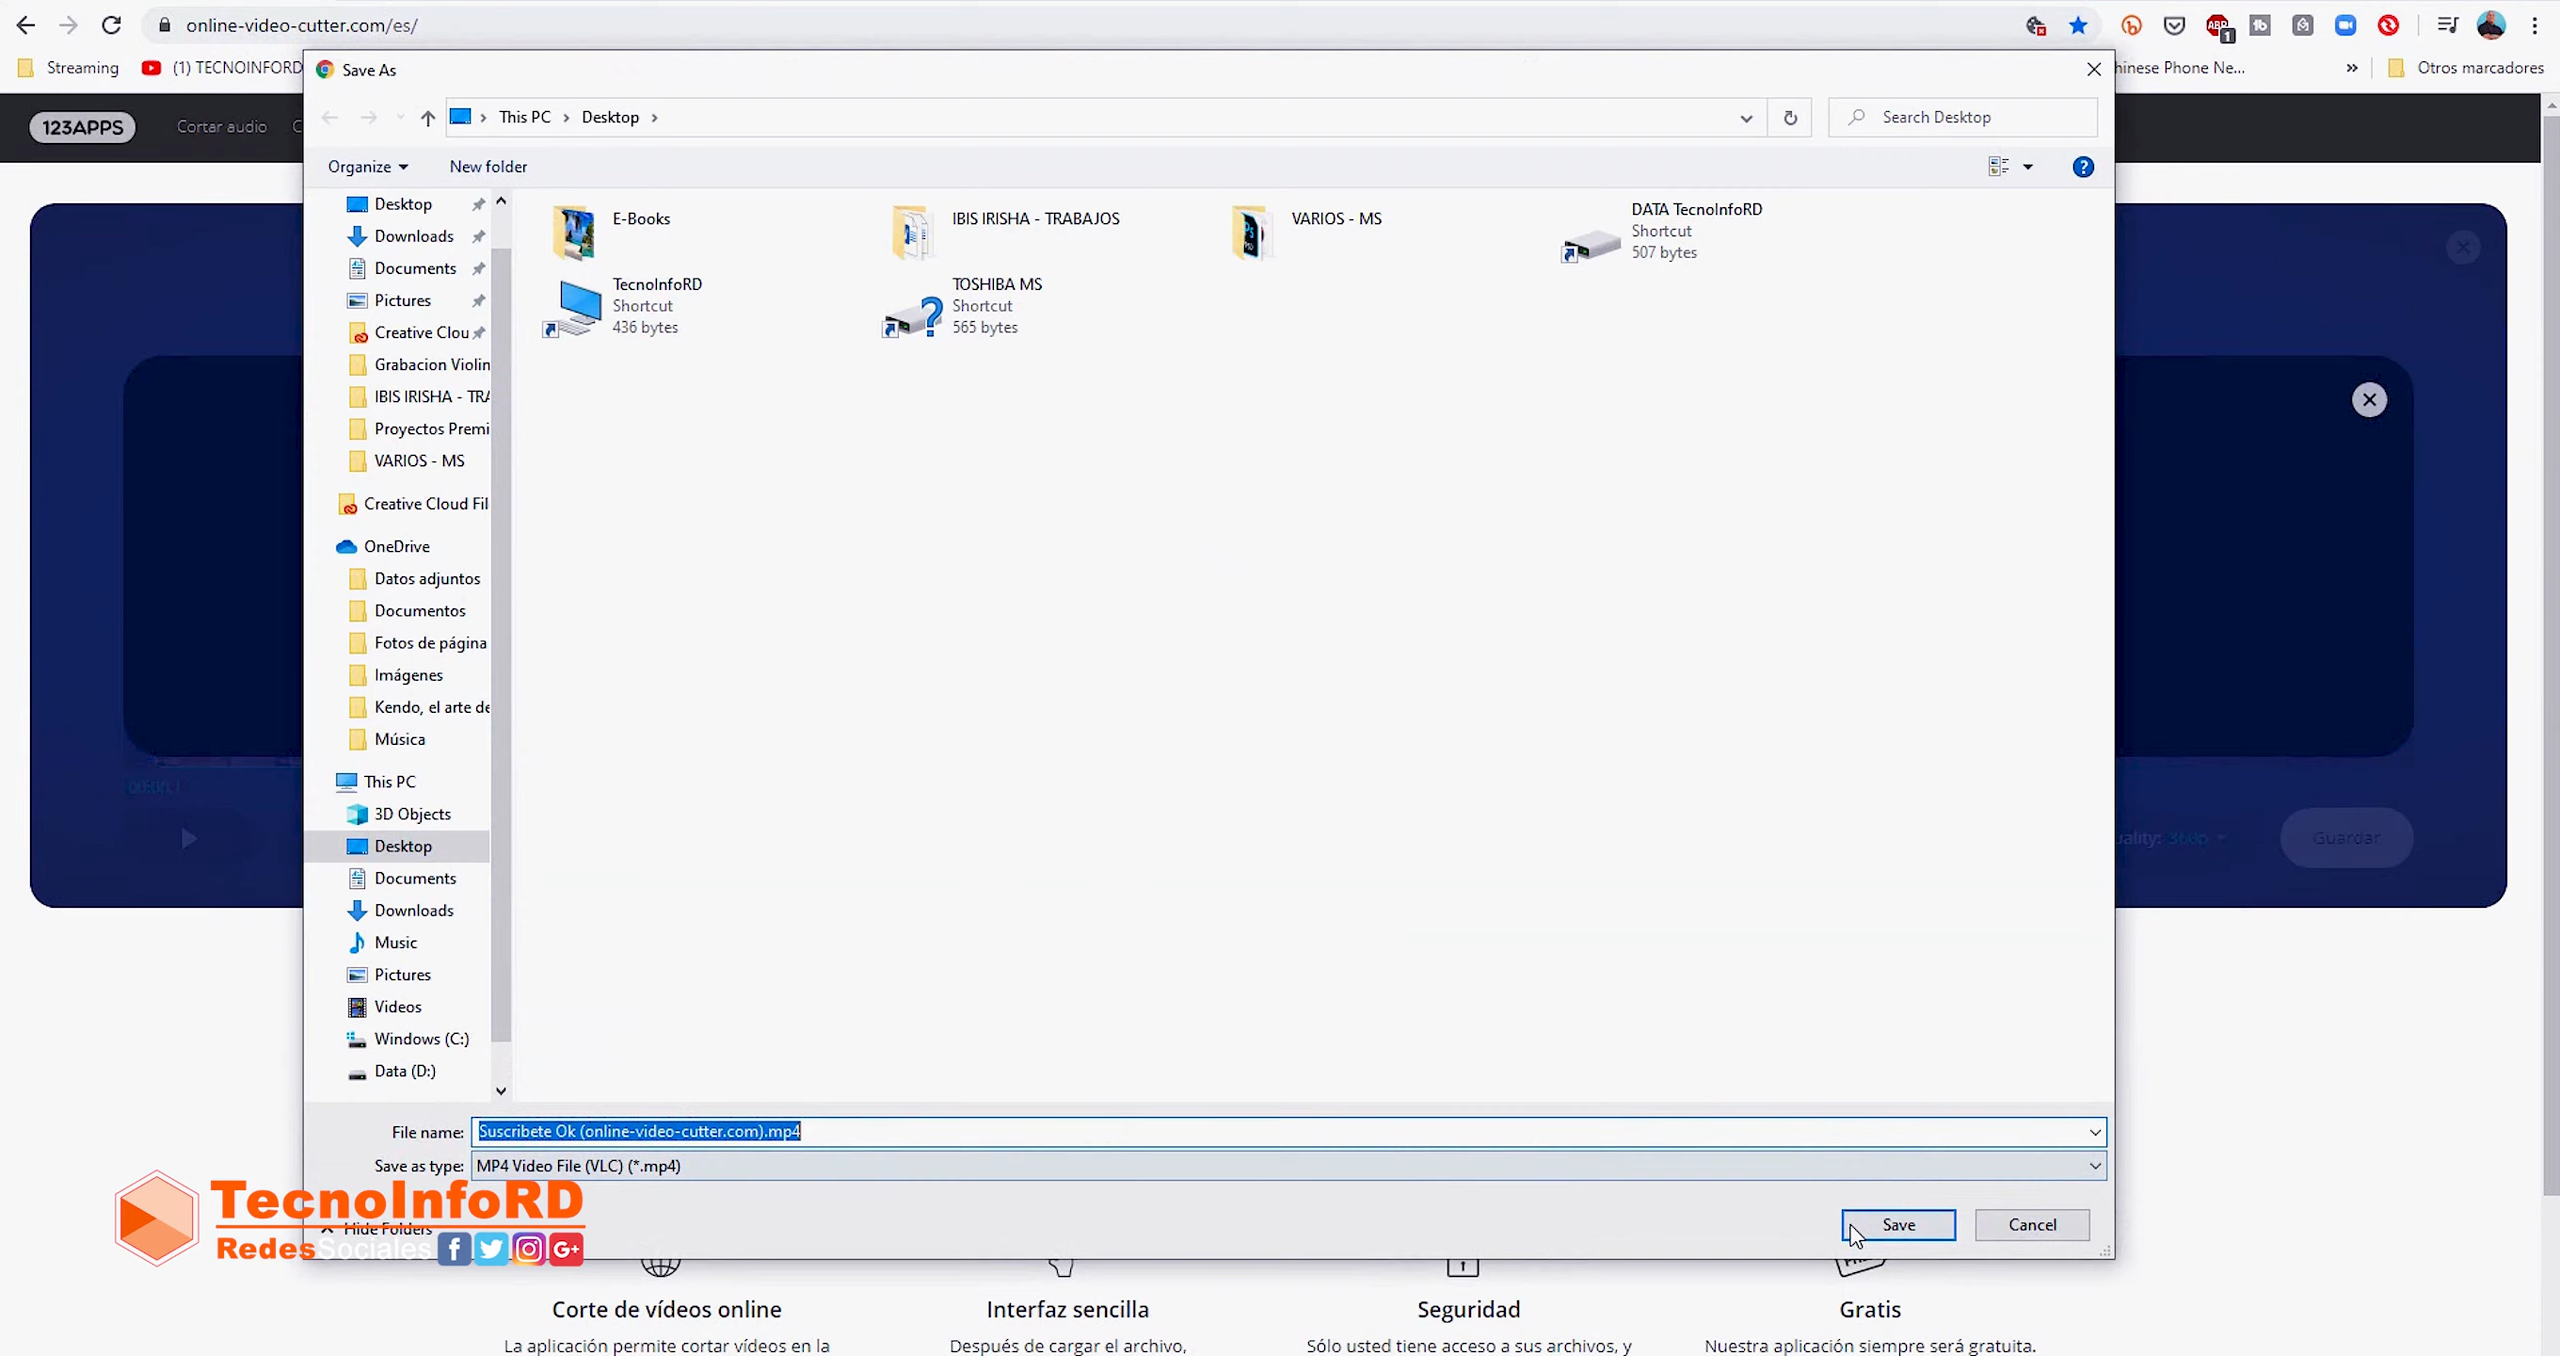 online-video-cutter.com/es/
Streaming
(1) TECNOINFORD
hinese Phone Ne...
»
Otros marcadores
Save As
This PC
Desktop
Search Desktop
123APPS
Cortar audio
Organize
New folder
Desktop
Downloads
Documents
Pictures
Creative Clou
Grabacion Violin
IBIS IRISHA - TRA
Proyectos Premi
VARIOS - MS
Creative Cloud Fil
OneDrive
Datos adjuntos
Documentos
Fotos de página
Imágenes
Kendo, el arte de
Música
This PC
3D Objects
Desktop
Documents
Downloads
Music
Pictures
Videos
Windows (C:)
Data (D:)
E-Books
IBIS IRISHA - TRABAJOS
VARIOS - MS
DATA TecnoInfoRD
Shortcut
507 bytes
TecnoInfoRD
Shortcut
436 bytes
TOSHIBA MS
Shortcut
565 bytes
uality: 360p
Guardar
File name:
Suscribete Ok (online-video-cutter.com).mp4
Save as type:
MP4 Video File (VLC) (*.mp4)
Hide Folders
Save
Cancel
TecnoInfoRD
RedesSociales
Corte de vídeos online
Interfaz sencilla
Seguridad
Gratis
La aplicación permite cortar vídeos en la
Después de cargar el archivo,
Sólo usted tiene acceso a sus archivos, y
Nuestra aplicación siempre será gratuita.